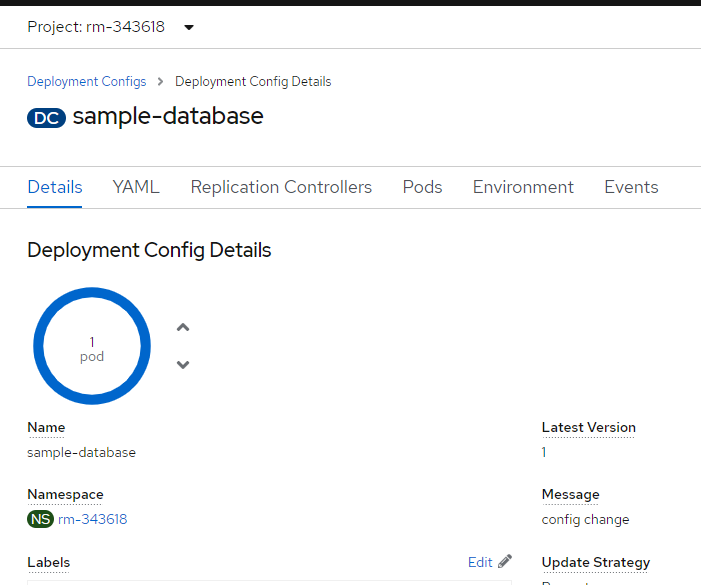 Project: rm-343618
Deployment Configs > Deployment Config Details
DC sample-database
Details YAML Replication Controllers Pods Environment Events
Deployment Config Details
1
pod
Name
sample-database
Latest Version
1
Namespace
NS rm-343618
Message
config change
Labels
Edit
Update Strategy